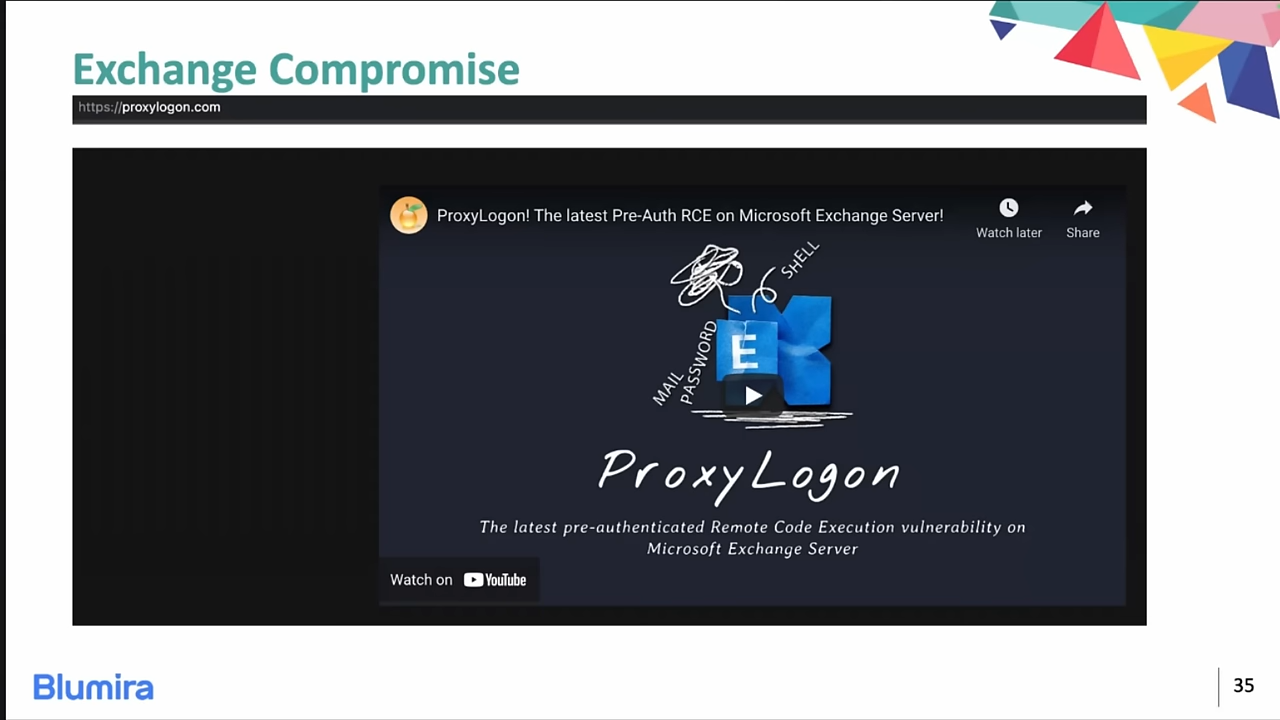 Exchange Compromise
https://proxylogon.com
ProxyLogon! The latest Pre-Auth RCE on Microsoft Exchange Server!
Watch later
Share
SHELL
MAIL
PASSWORD
E
ProxyLogon
The latest pre-authenticated Remote Code Execution vulnerability on
Microsoft Exchange Server
Watch on YouTube
Blumira
35